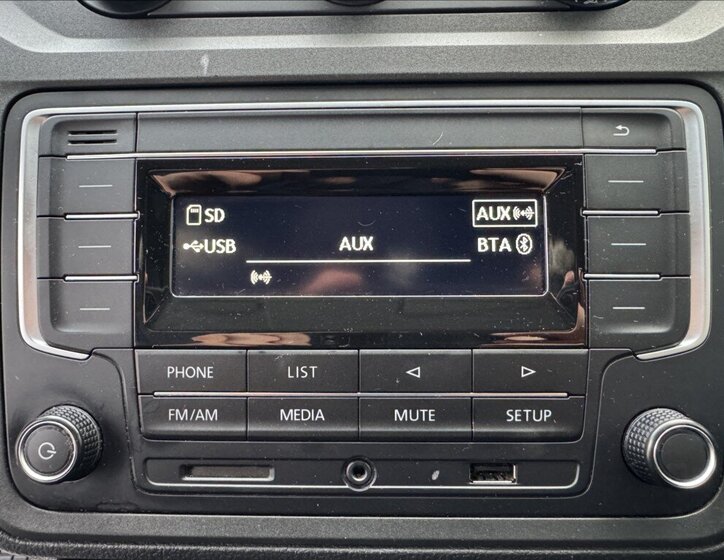 SD
AUX
USB
AUX
BTA
PHONE
LIST
FM/AM
MEDIA
MUTE
SETUP